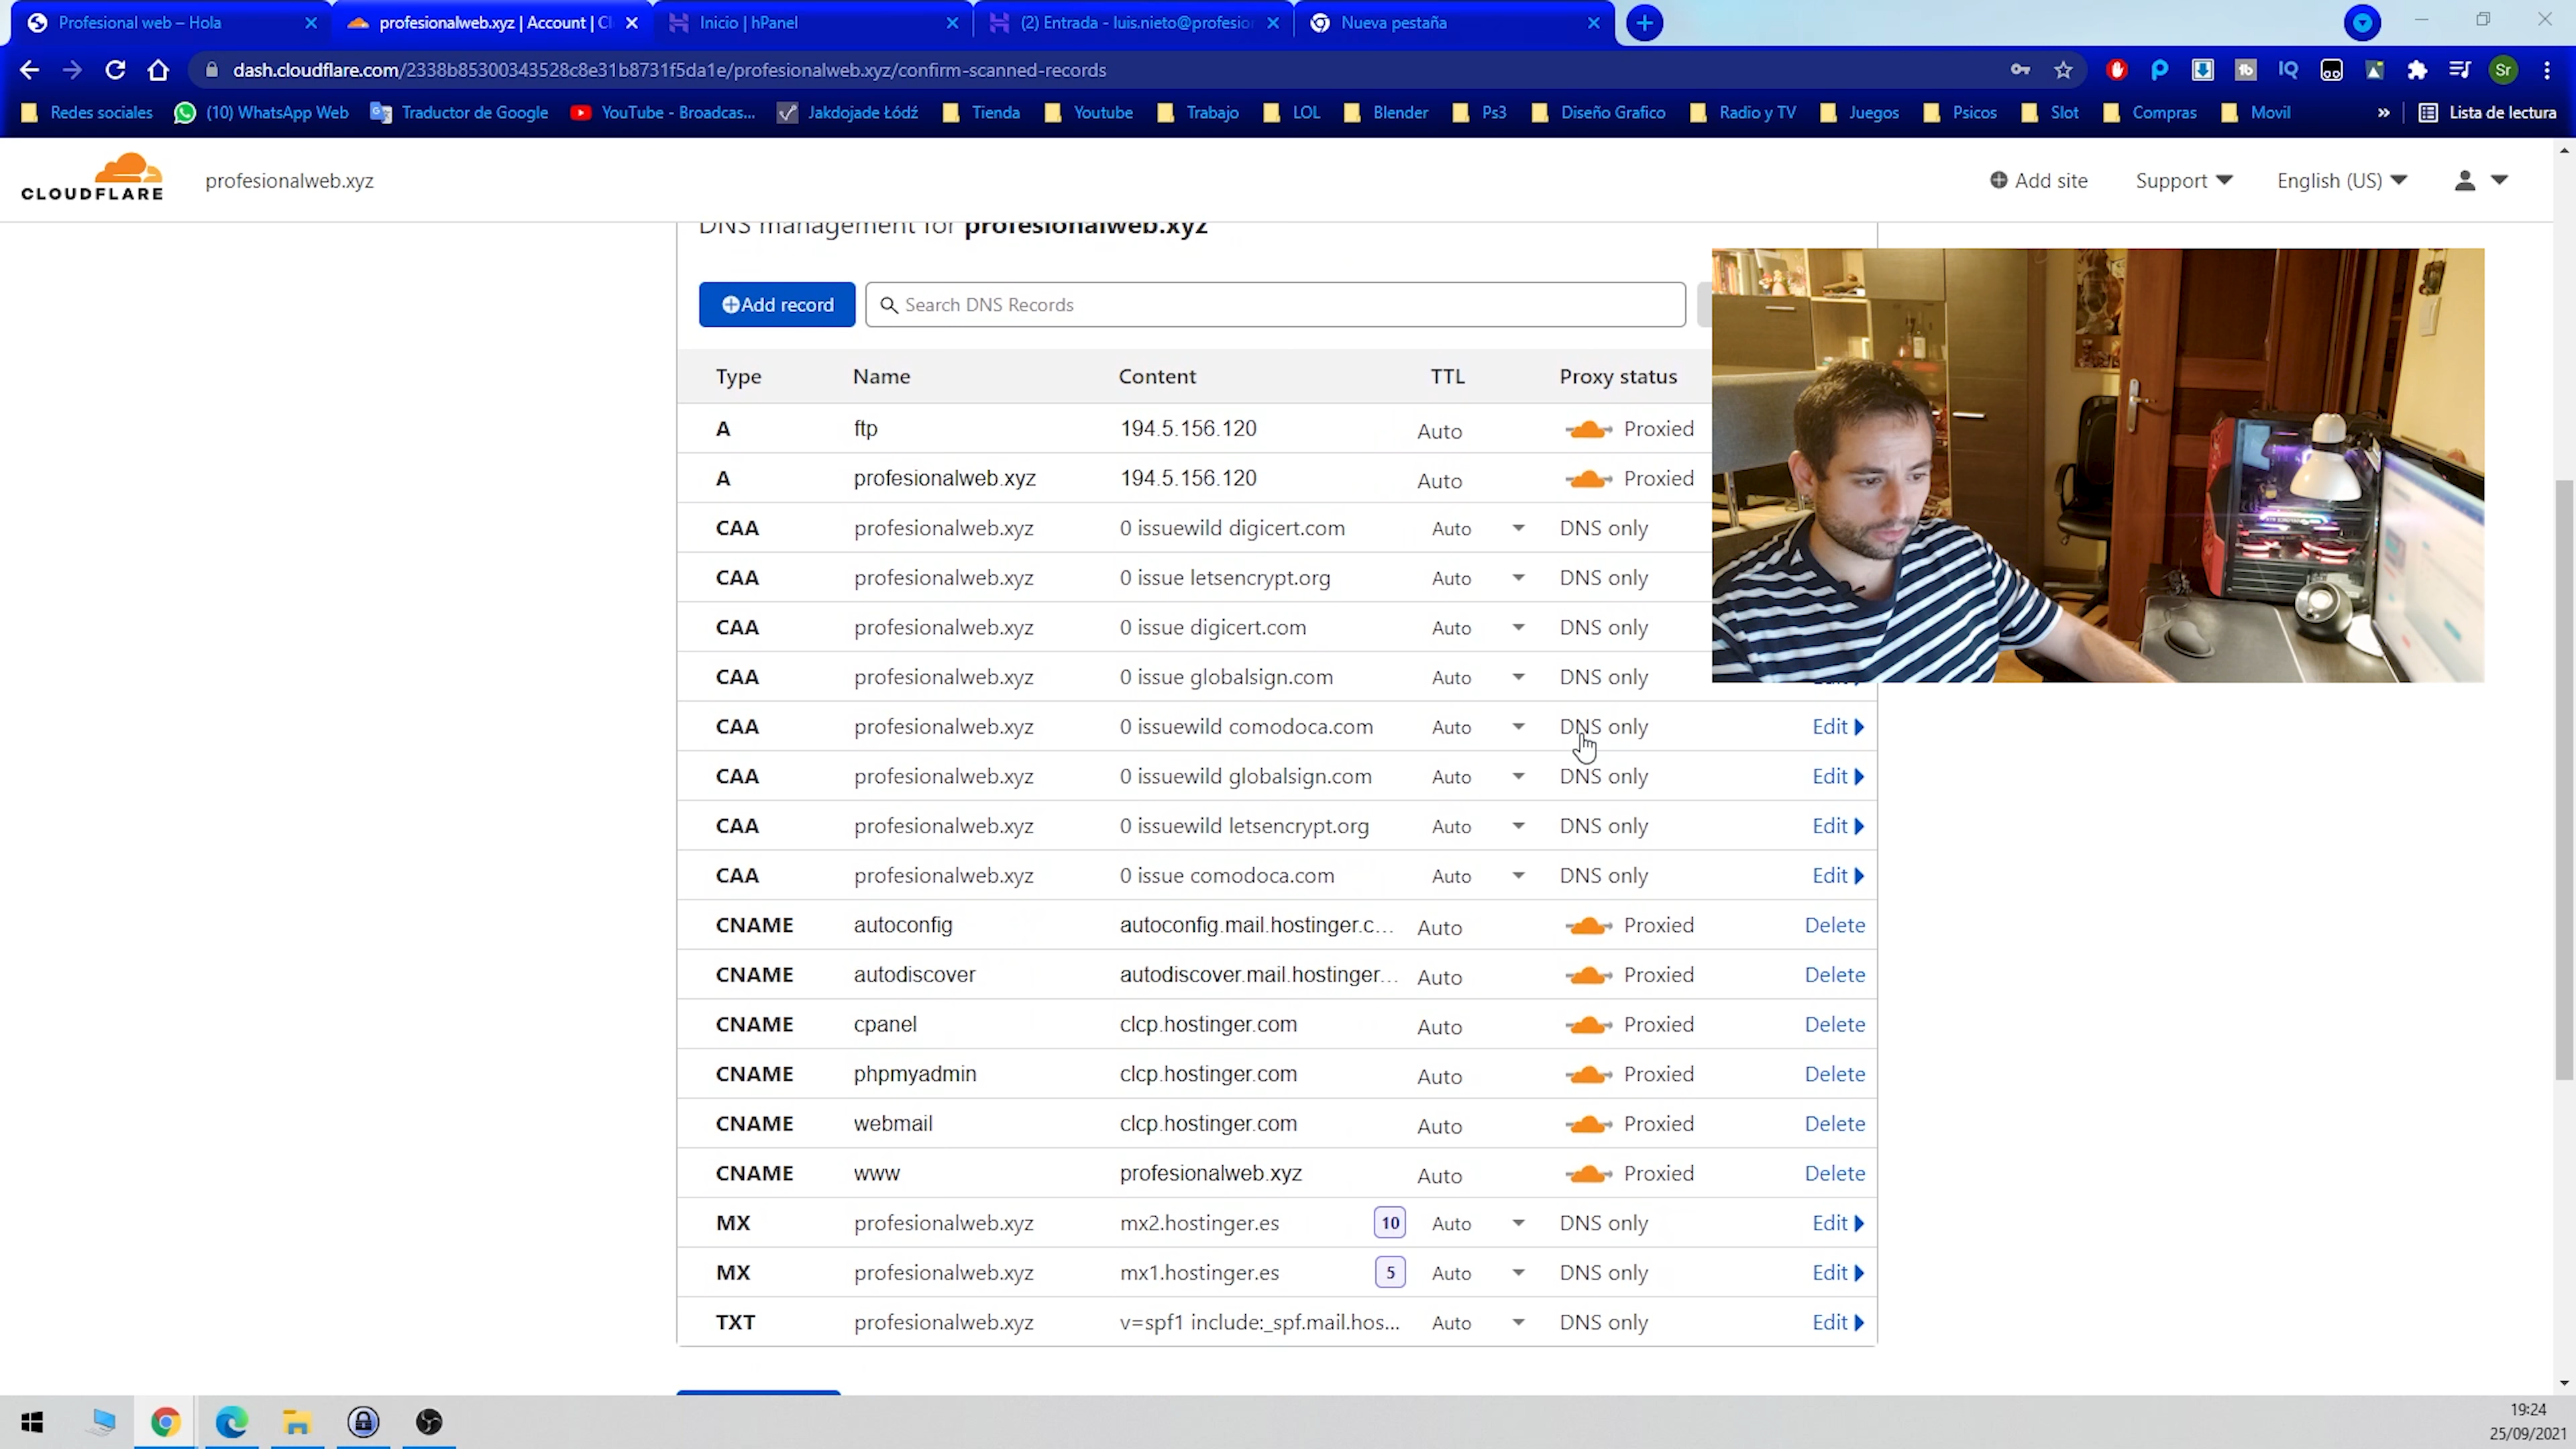 Profesional web – Hola
profesionalweb.xyz | Account | Cl
Inicio | hPanel
(2) Entrada - luis.nieto@profesion
Nueva pestaña
dash.cloudflare.com/2338b85300343528c8e31b8731f5da1e/profesionalweb.xyz/confirm-scanned-records
Sr
Redes sociales (10) WhatsApp Web Traductor de Google YouTube - Broadcas... Jakdojade Łódź Tienda Youtube Trabajo LOL Blender Ps3 Diseño Grafico Radio y TV Juegos Psicos Slot Compras Movil » Lista de lectura
CLOUDFLARE profesionalweb.xyz Add site Support English (US)
DNS management for profesionalweb.xyz
Add record Search DNS Records
Type Name Content TTL Proxy status
A ftp 194.5.156.120 Auto Proxied
A profesionalweb.xyz 194.5.156.120 Auto Proxied
CAA profesionalweb.xyz 0 issuewild digicert.com Auto DNS only
CAA profesionalweb.xyz 0 issue letsencrypt.org Auto DNS only
CAA profesionalweb.xyz 0 issue digicert.com Auto DNS only
CAA profesionalweb.xyz 0 issue globalsign.com Auto DNS only
CAA profesionalweb.xyz 0 issuewild comodoca.com Auto DNS only Edit
CAA profesionalweb.xyz 0 issuewild globalsign.com Auto DNS only Edit
CAA profesionalweb.xyz 0 issuewild letsencrypt.org Auto DNS only Edit
CAA profesionalweb.xyz 0 issue comodoca.com Auto DNS only Edit
CNAME autoconfig autoconfig.mail.hostinger.c... Auto Proxied Delete
CNAME autodiscover autodiscover.mail.hostinger... Auto Proxied Delete
CNAME cpanel clcp.hostinger.com Auto Proxied Delete
CNAME phpmyadmin clcp.hostinger.com Auto Proxied Delete
CNAME webmail clcp.hostinger.com Auto Proxied Delete
CNAME www profesionalweb.xyz Auto Proxied Delete
MX profesionalweb.xyz mx2.hostinger.es 10 Auto DNS only Edit
MX profesionalweb.xyz mx1.hostinger.es 5 Auto DNS only Edit
TXT profesionalweb.xyz v=spf1 include:_spf.mail.hos... Auto DNS only Edit
19:24
25/09/2021